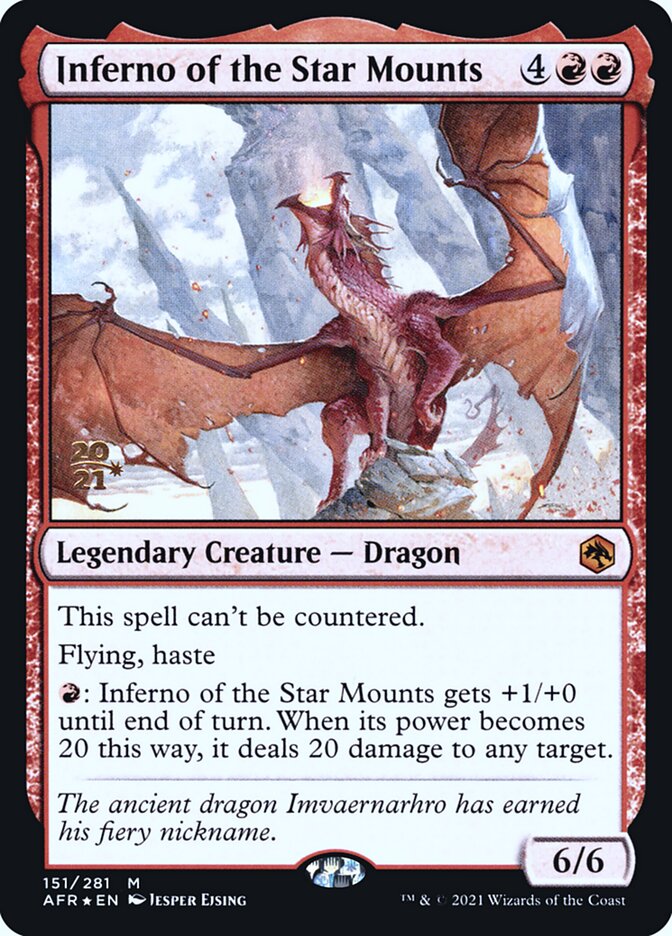 Inferno of the Star Mounts 4
20
21
Legendary Creature — Dragon
This spell can't be countered.
Flying, haste
: Inferno of the Star Mounts gets +1/+0
until end of turn. When its power becomes
20 this way, it deals 20 damage to any target.
The ancient dragon Imvaernarhro has earned
his fiery nickname.
6/6
151/281 M
AFR★EN Jesper Ejsing
™ & © 2021 Wizards of the Coast